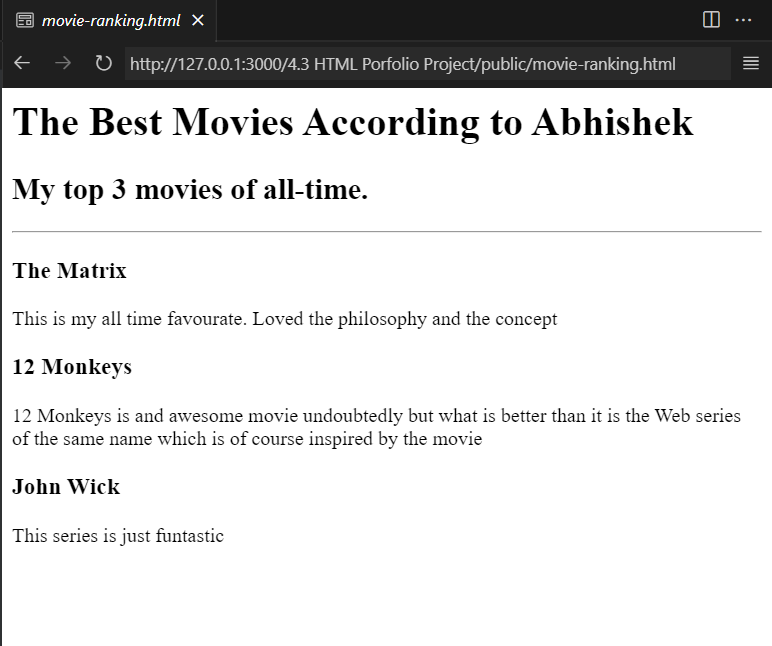 movie-ranking.html
http://127.0.0.1:3000/4.3 HTML Porfolio Project/public/movie-ranking.html
The Best Movies According to Abhishek
My top 3 movies of all-time.
The Matrix
This is my all time favourate. Loved the philosophy and the concept
12 Monkeys
12 Monkeys is and awesome movie undoubtedly but what is better than it is the Web series
of the same name which is of course inspired by the movie
John Wick
This series is just funtastic